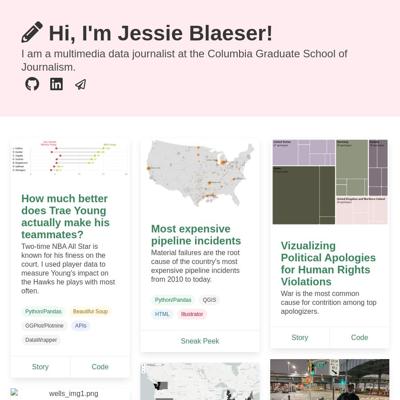 Hi, I'm Jessie Blaeser!
I am a multimedia data journalist at the Columbia Graduate School of
Journalism.
How much better
does Trae Young
actually make his
teammates?
Two-time NBA All Star is
known for his finess on the
court. I used player data to
measure Young's impact on
the Hawks he plays with most
often.
Python/Pandas
Beautiful Soup
GGPlot/Plotnine
APIs
DataWrapper
Story
Code
wells_img1.png
Most expensive
pipeline incidents
Material failures are the root
cause of the country's most
expensive pipeline incidents
from 2010 to today.
Python/Pandas
QGIS
HTML
Illustrator
Sneak Peek
Vizualizing
Political Apologies
for Human Rights
Violations
War is the most common
cause for contrition among top
apologizers.
Story
Code